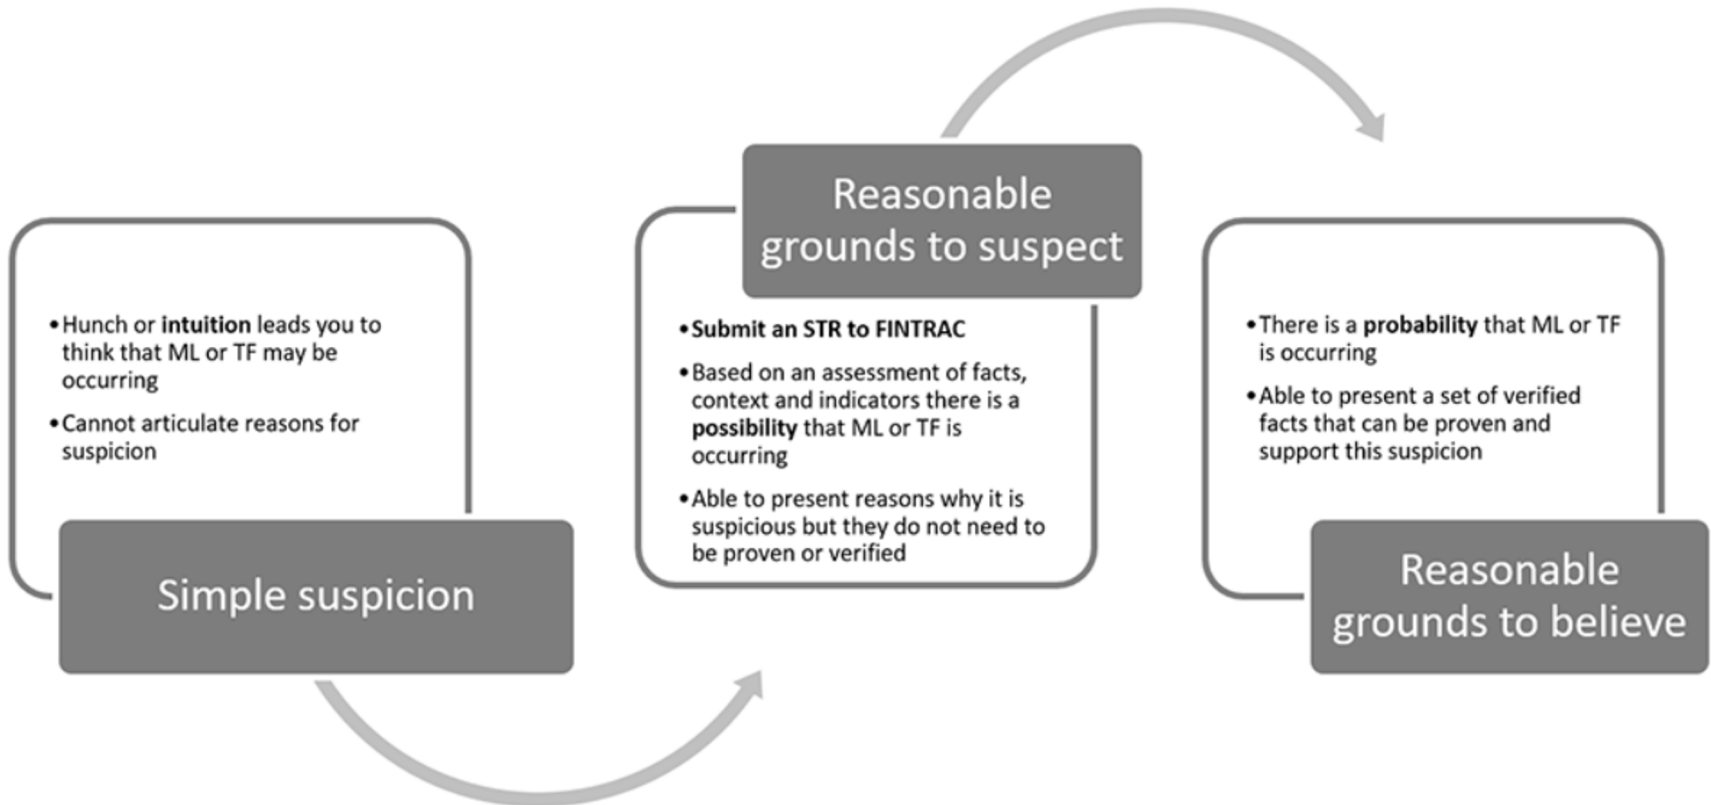 •Hunch or intuition leads you to
think that ML or TF may be
occurring
•Cannot articulate reasons for
suspicion
Simple suspicion
Reasonable
grounds to suspect
•Submit an STR to FINTRAC
•Based on an assessment of facts,
context and indicators there is a
possibility that ML or TF is
occurring
•Able to present reasons why it is
suspicious but they do not need to
be proven or verified
•There is a probability that ML or TF
is occurring
•Able to present a set of verified
facts that can be proven and
support this suspicion
Reasonable
grounds to believe